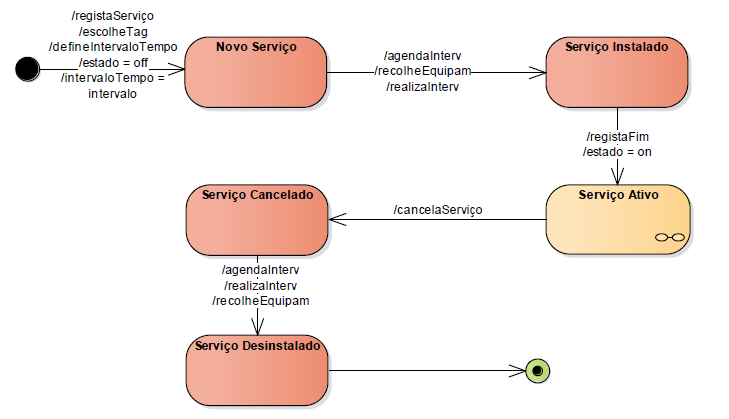 /registaServiço
/escolheTag
/defineIntervaloTempo
/estado = off
/intervaloTempo =
intervalo
Novo Serviço
/agendaInterv
/recolheEquipam
/realizaInterv
Serviço Instalado
/registaFim
/estado = on
Serviço Ativo
/cancelaServiço
Serviço Cancelado
/agendaInterv
/realizaInterv
/recolheEquipam
Serviço Desinstalado